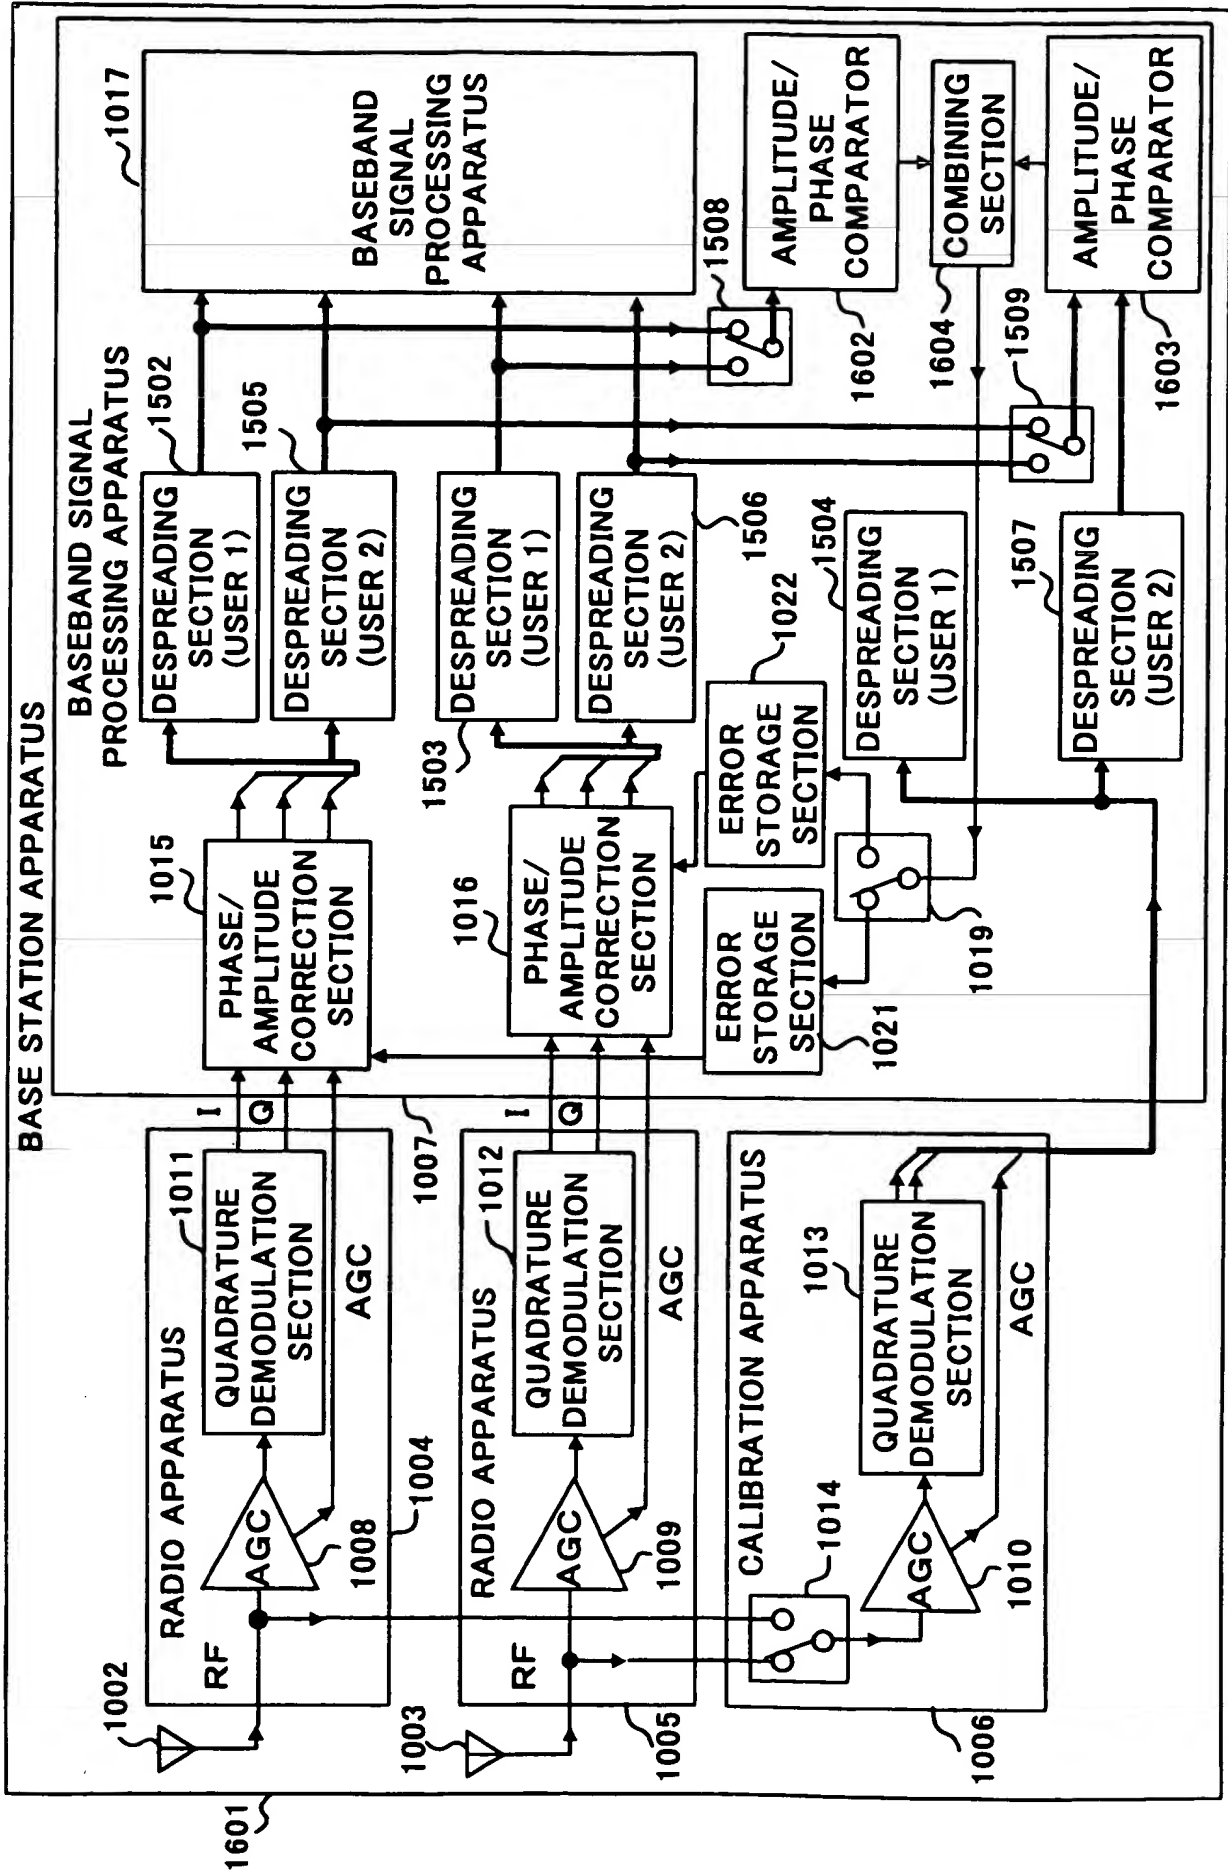 BASE STATION APPARATUS
1601
BASEBAND SIGNAL
PROCESSING APPARATUS
1007
1002
RADIO APPARATUS
RF
AGC
1008
1011
QUADRATURE
DEMODULATION
SECTION
AGC
1004
I
Q
1015
PHASE/
AMPLITUDE
CORRECTION
SECTION
1502
DESPREADING
SECTION
(USER 1)
1505
DESPREADING
SECTION
(USER 2)
1017
BASEBAND
SIGNAL
PROCESSING
APPARATUS
1003
RADIO APPARATUS
RF
AGC
1009
1012
QUADRATURE
DEMODULATION
SECTION
AGC
1005
I
Q
1016
PHASE/
AMPLITUDE
CORRECTION
SECTION
1503
DESPREADING
SECTION
(USER 1)
DESPREADING
SECTION
(USER 2)
1506
1508
CALIBRATION APPARATUS
1014
AGC
1010
1013
QUADRATURE
DEMODULATION
SECTION
AGC
1006
ERROR
STORAGE
SECTION
1021
ERROR
STORAGE
SECTION
1022
1019
1504
DESPREADING
SECTION
(USER 1)
1507
DESPREADING
SECTION
(USER 2)
1509
AMPLITUDE/
PHASE
COMPARATOR
1602
COMBINING
SECTION
1604
AMPLITUDE/
PHASE
COMPARATOR
1603